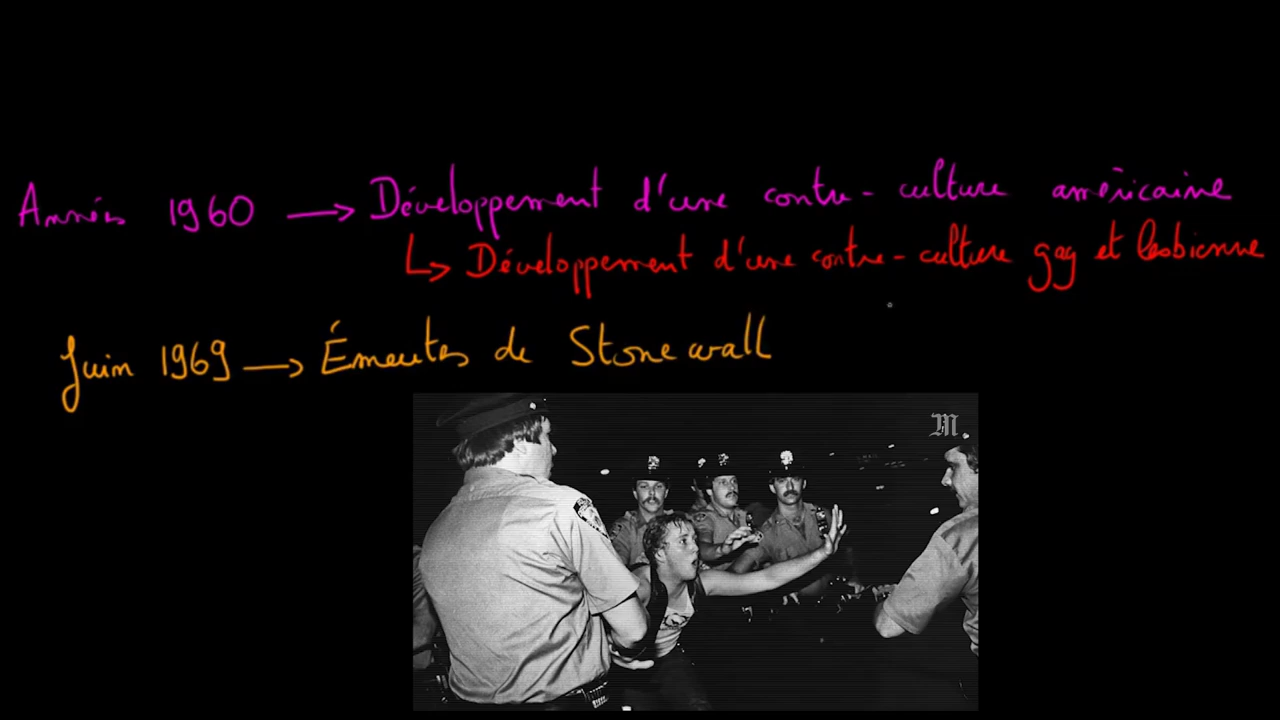 Années 1960 → Développement d'une contre-culture américaine
↳ Développement d'une contre-culture gay et lesbienne
Juin 1969 → Émeutes de Stonewall
M